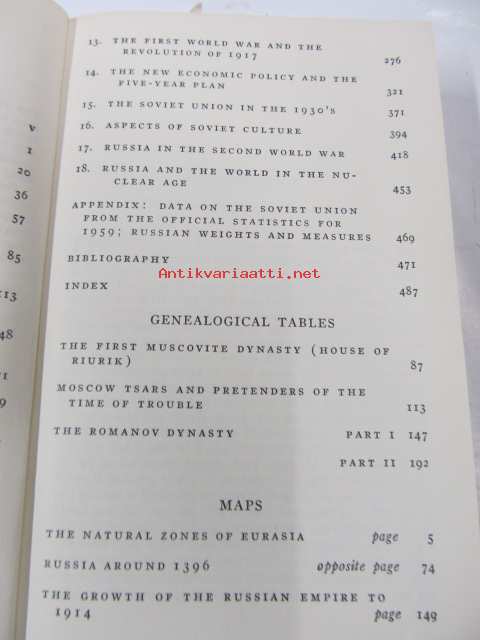 13. THE FIRST WORLD WAR AND THE
REVOLUTION OF 1917 276
14. THE NEW ECONOMIC POLICY AND THE
FIVE-YEAR PLAN 321
15. THE SOVIET UNION IN THE 1930'S 371
16. ASPECTS OF SOVIET CULTURE 394
17. RUSSIA IN THE SECOND WORLD WAR 418
18. RUSSIA AND THE WORLD IN THE NU-
CLEAR AGE 453
APPENDIX: DATA ON THE SOVIET UNION
FROM THE OFFICIAL STATISTICS FOR
1959; RUSSIAN WEIGHTS AND MEASURES 469
BIBLIOGRAPHY 471
Antikvariaatti.net
INDEX 487
GENEALOGICAL TABLES
THE FIRST MUSCOVITE DYNASTY (HOUSE OF
RIURIK) 87
MOSCOW TSARS AND PRETENDERS OF THE
TIME OF TROUBLE 113
THE ROMANOV DYNASTY PART I 147
PART II 192
MAPS
THE NATURAL ZONES OF EURASIA page 5
RUSSIA AROUND 1396 opposite page 74
THE GROWTH OF THE RUSSIAN EMPIRE TO
1914 page 149
v
1
20
36
57
85
113
48